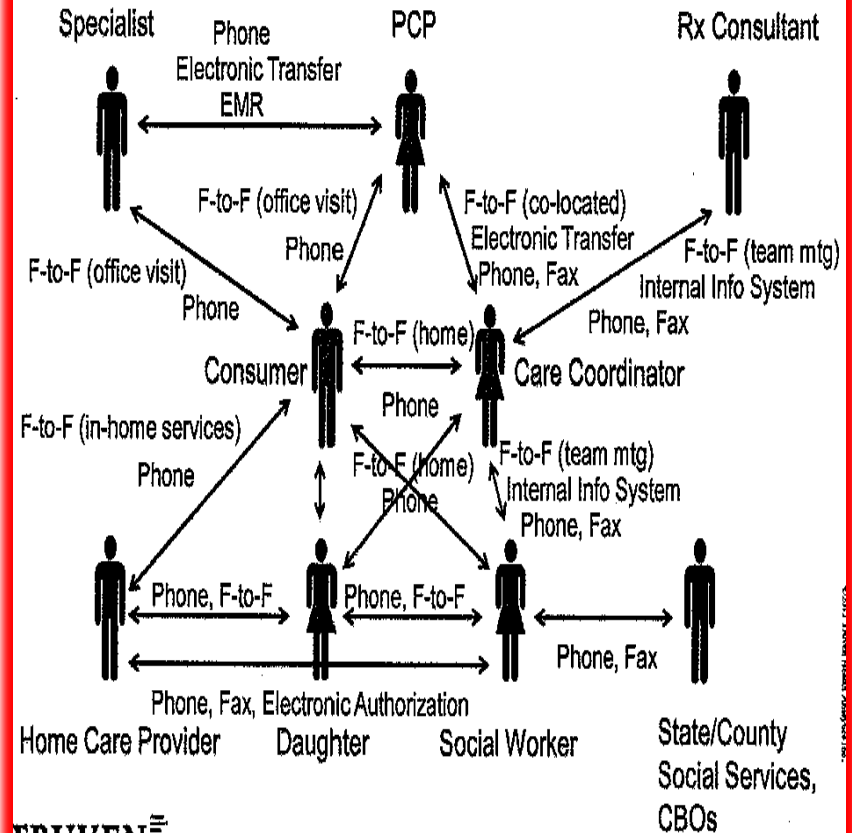 Specialist
PCP
Rx Consultant
Phone
Electronic Transfer
EMR
F-to-F (office visit)
Phone
F-to-F (co-located)
Electronic Transfer
Phone, Fax
F-to-F (team mtg)
Internal Info System
Phone, Fax
F-to-F (office visit)
Phone
Consumer
F-to-F (home)
Phone
Care Coordinator
F-to-F (in-home services)
Phone
F-to-F (home)
Phone
F-to-F (team mtg)
Internal Info System
Phone, Fax
Phone, F-to-F
Phone, F-to-F
Phone, Fax
Phone, Fax, Electronic Authorization
Home Care Provider
Daughter
Social Worker
State/County
Social Services,
CBOs
TRUVEN